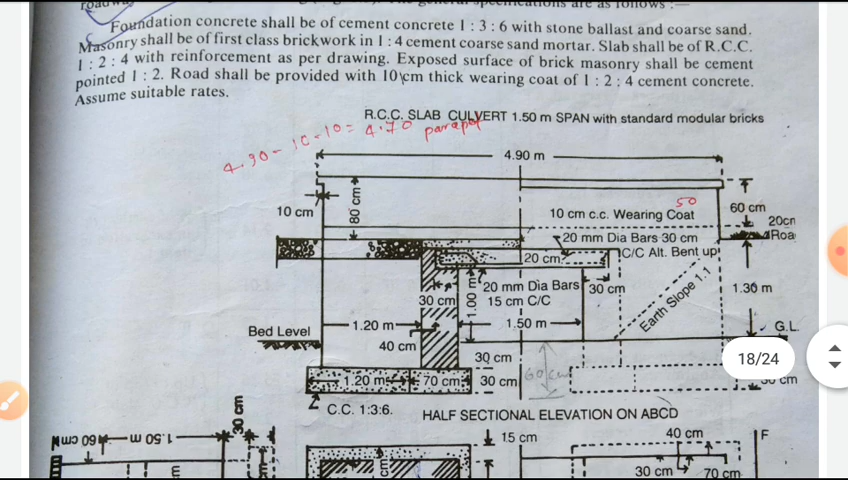 specifications are as follows :—
Foundation concrete shall be of cement concrete 1 : 3 : 6 with stone ballast and coarse sand.
Masonry shall be of first class brickwork in 1 : 4 cement coarse sand mortar. Slab shall be of R.C.C.
1 : 2 : 4 with reinforcement as per drawing. Exposed surface of brick masonry shall be cement
pointed 1 : 2. Road shall be provided with 10 cm thick wearing coat of 1 : 2 : 4 cement concrete.
Assume suitable rates.
R.C.C. SLAB CULVERT 1.50 m SPAN with standard modular bricks
4.90 - 10 - 10 = 4.70 parapet
4.90 m
10 cm
80 cm
10 cm c.c. Wearing Coat
50
60 cm
20cm
Roa
20 mm Dia Bars 30 cm
C/C Alt. Bent up
20 cm
30 cm
1.00 m
20 mm Dia Bars
15 cm C/C
30 cm
Earth Slope 1.1
1.30 m
Bed Level
1.20 m
40 cm
1.50 m
G.L.
30 cm
60 cm
18/24
1.20 m
70 cm
30 cm
cm
C.C. 1:3:6.
HALF SECTIONAL ELEVATION ON ABCD
60 cm
1.50 m
30 cm
15 cm
40 cm
F
cm
30 cm
70 cm